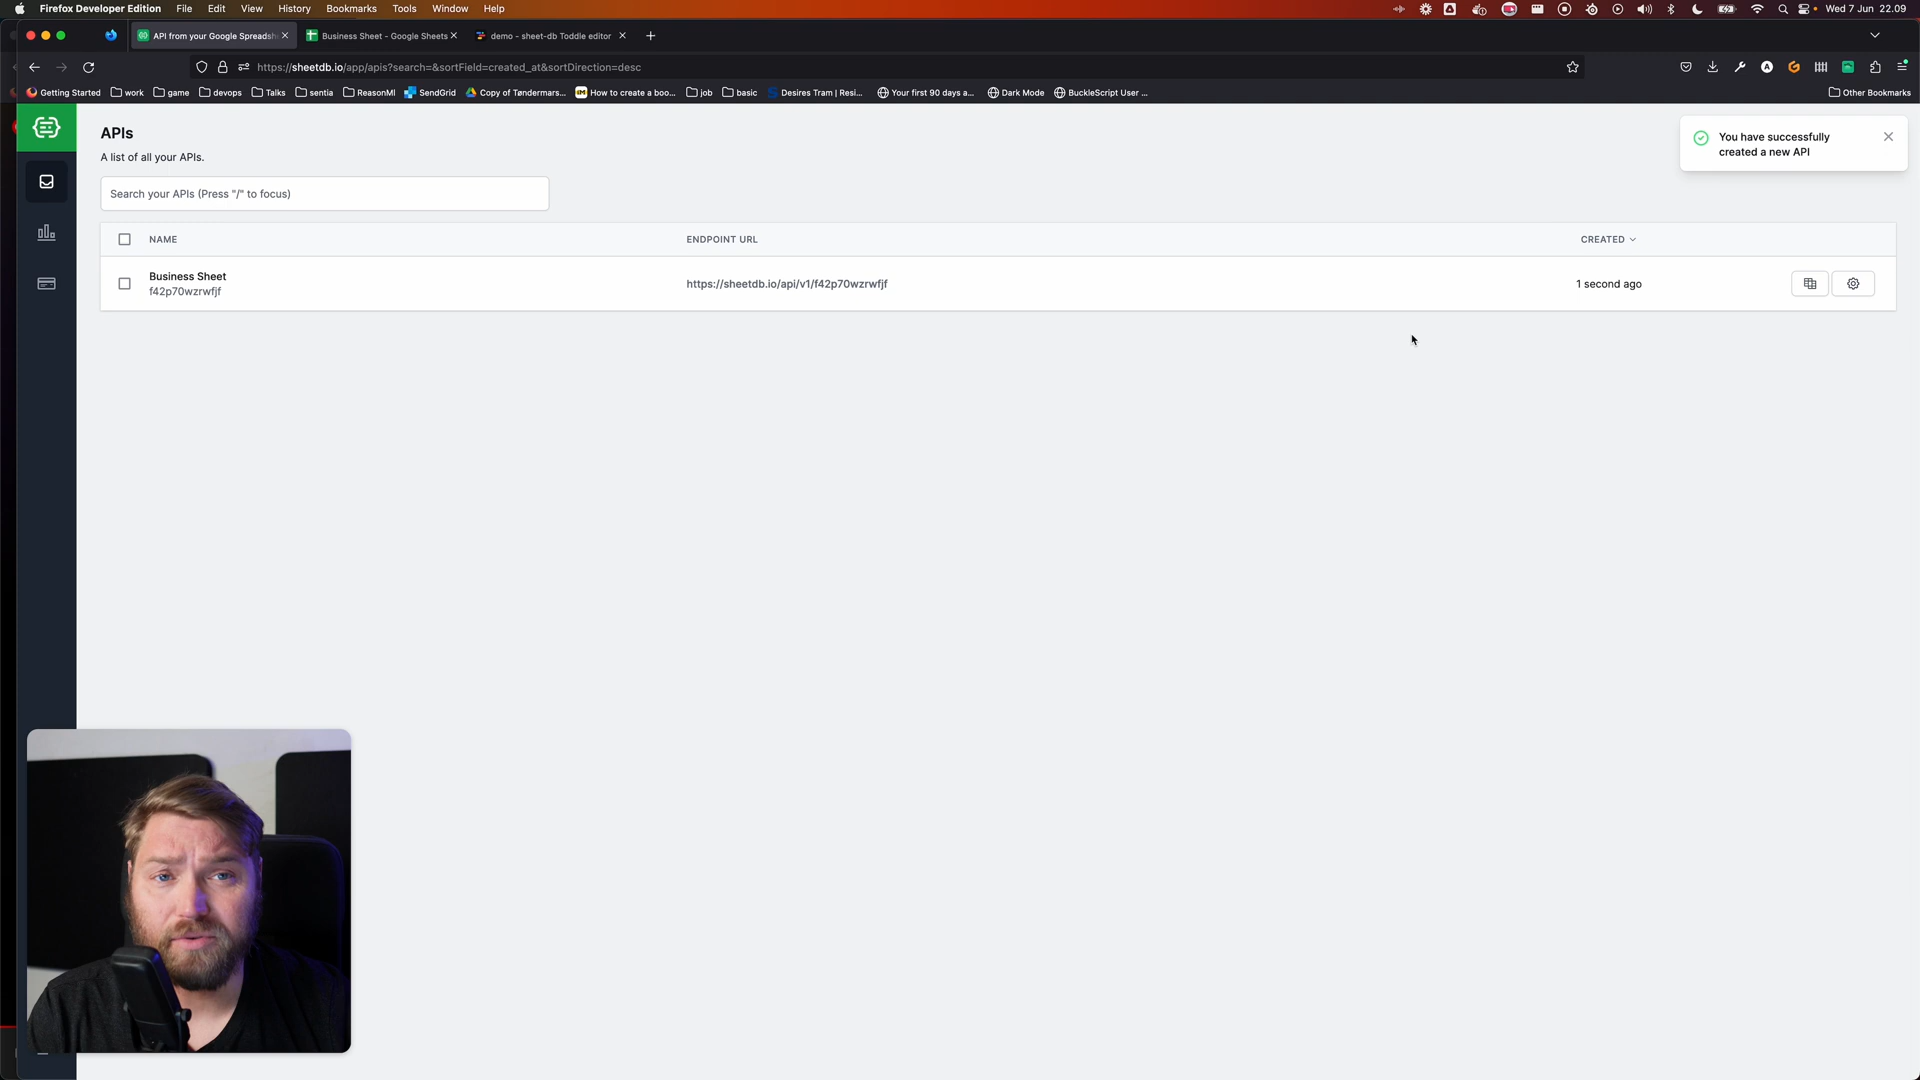 Firefox Developer Edition File Edit View History Bookmarks Tools Window Help Wed 7 Jun 22.09
API from your Google Spreadsh Business Sheet - Google Sheets demo - sheet-db Toddle editor
https://sheetdb.io/app/apis?search=&sortField=created_at&sortDirection=desc
Getting Started work game devops Talks sentia ReasonMl SendGrid Copy of Tøndermars... How to create a boo... job basic Desires Tram | Resi... Your first 90 days a... Dark Mode BuckleScript User ... Other Bookmarks
APIs
A list of all your APIs.
You have successfully
created a new API
Search your APIs (Press "/" to focus)
NAME ENDPOINT URL CREATED
Business Sheet
f42p70wzrwfjf
https://sheetdb.io/api/v1/f42p70wzrwfjf
1 second ago